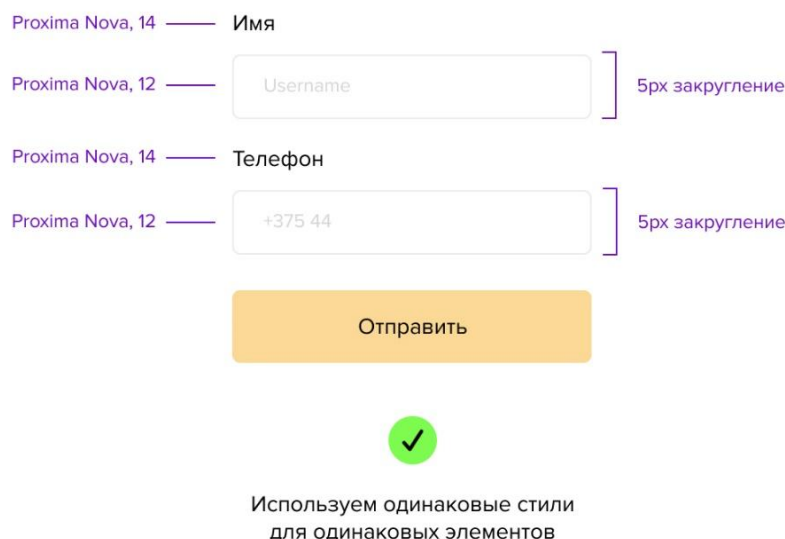 Proxima Nova, 14 Имя
Proxima Nova, 12 Username 5px закругление
Proxima Nova, 14 Телефон
Proxima Nova, 12 +375 44 5px закругление
Отправить
Используем одинаковые стили
для одинаковых элементов